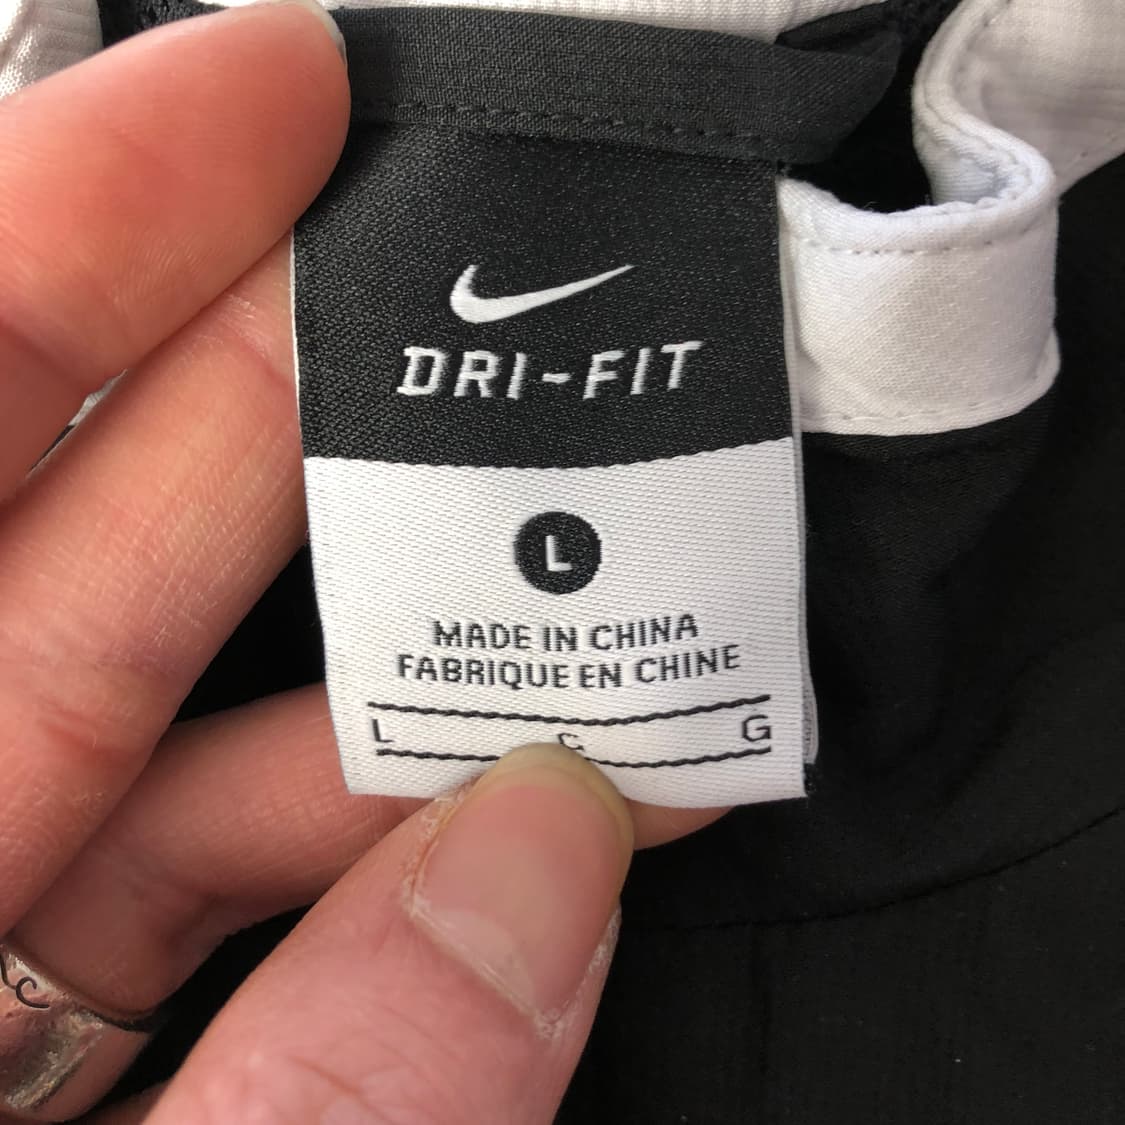 DRI-FIT
L
MADE IN CHINA
FABRIQUE EN CHINE
L G G